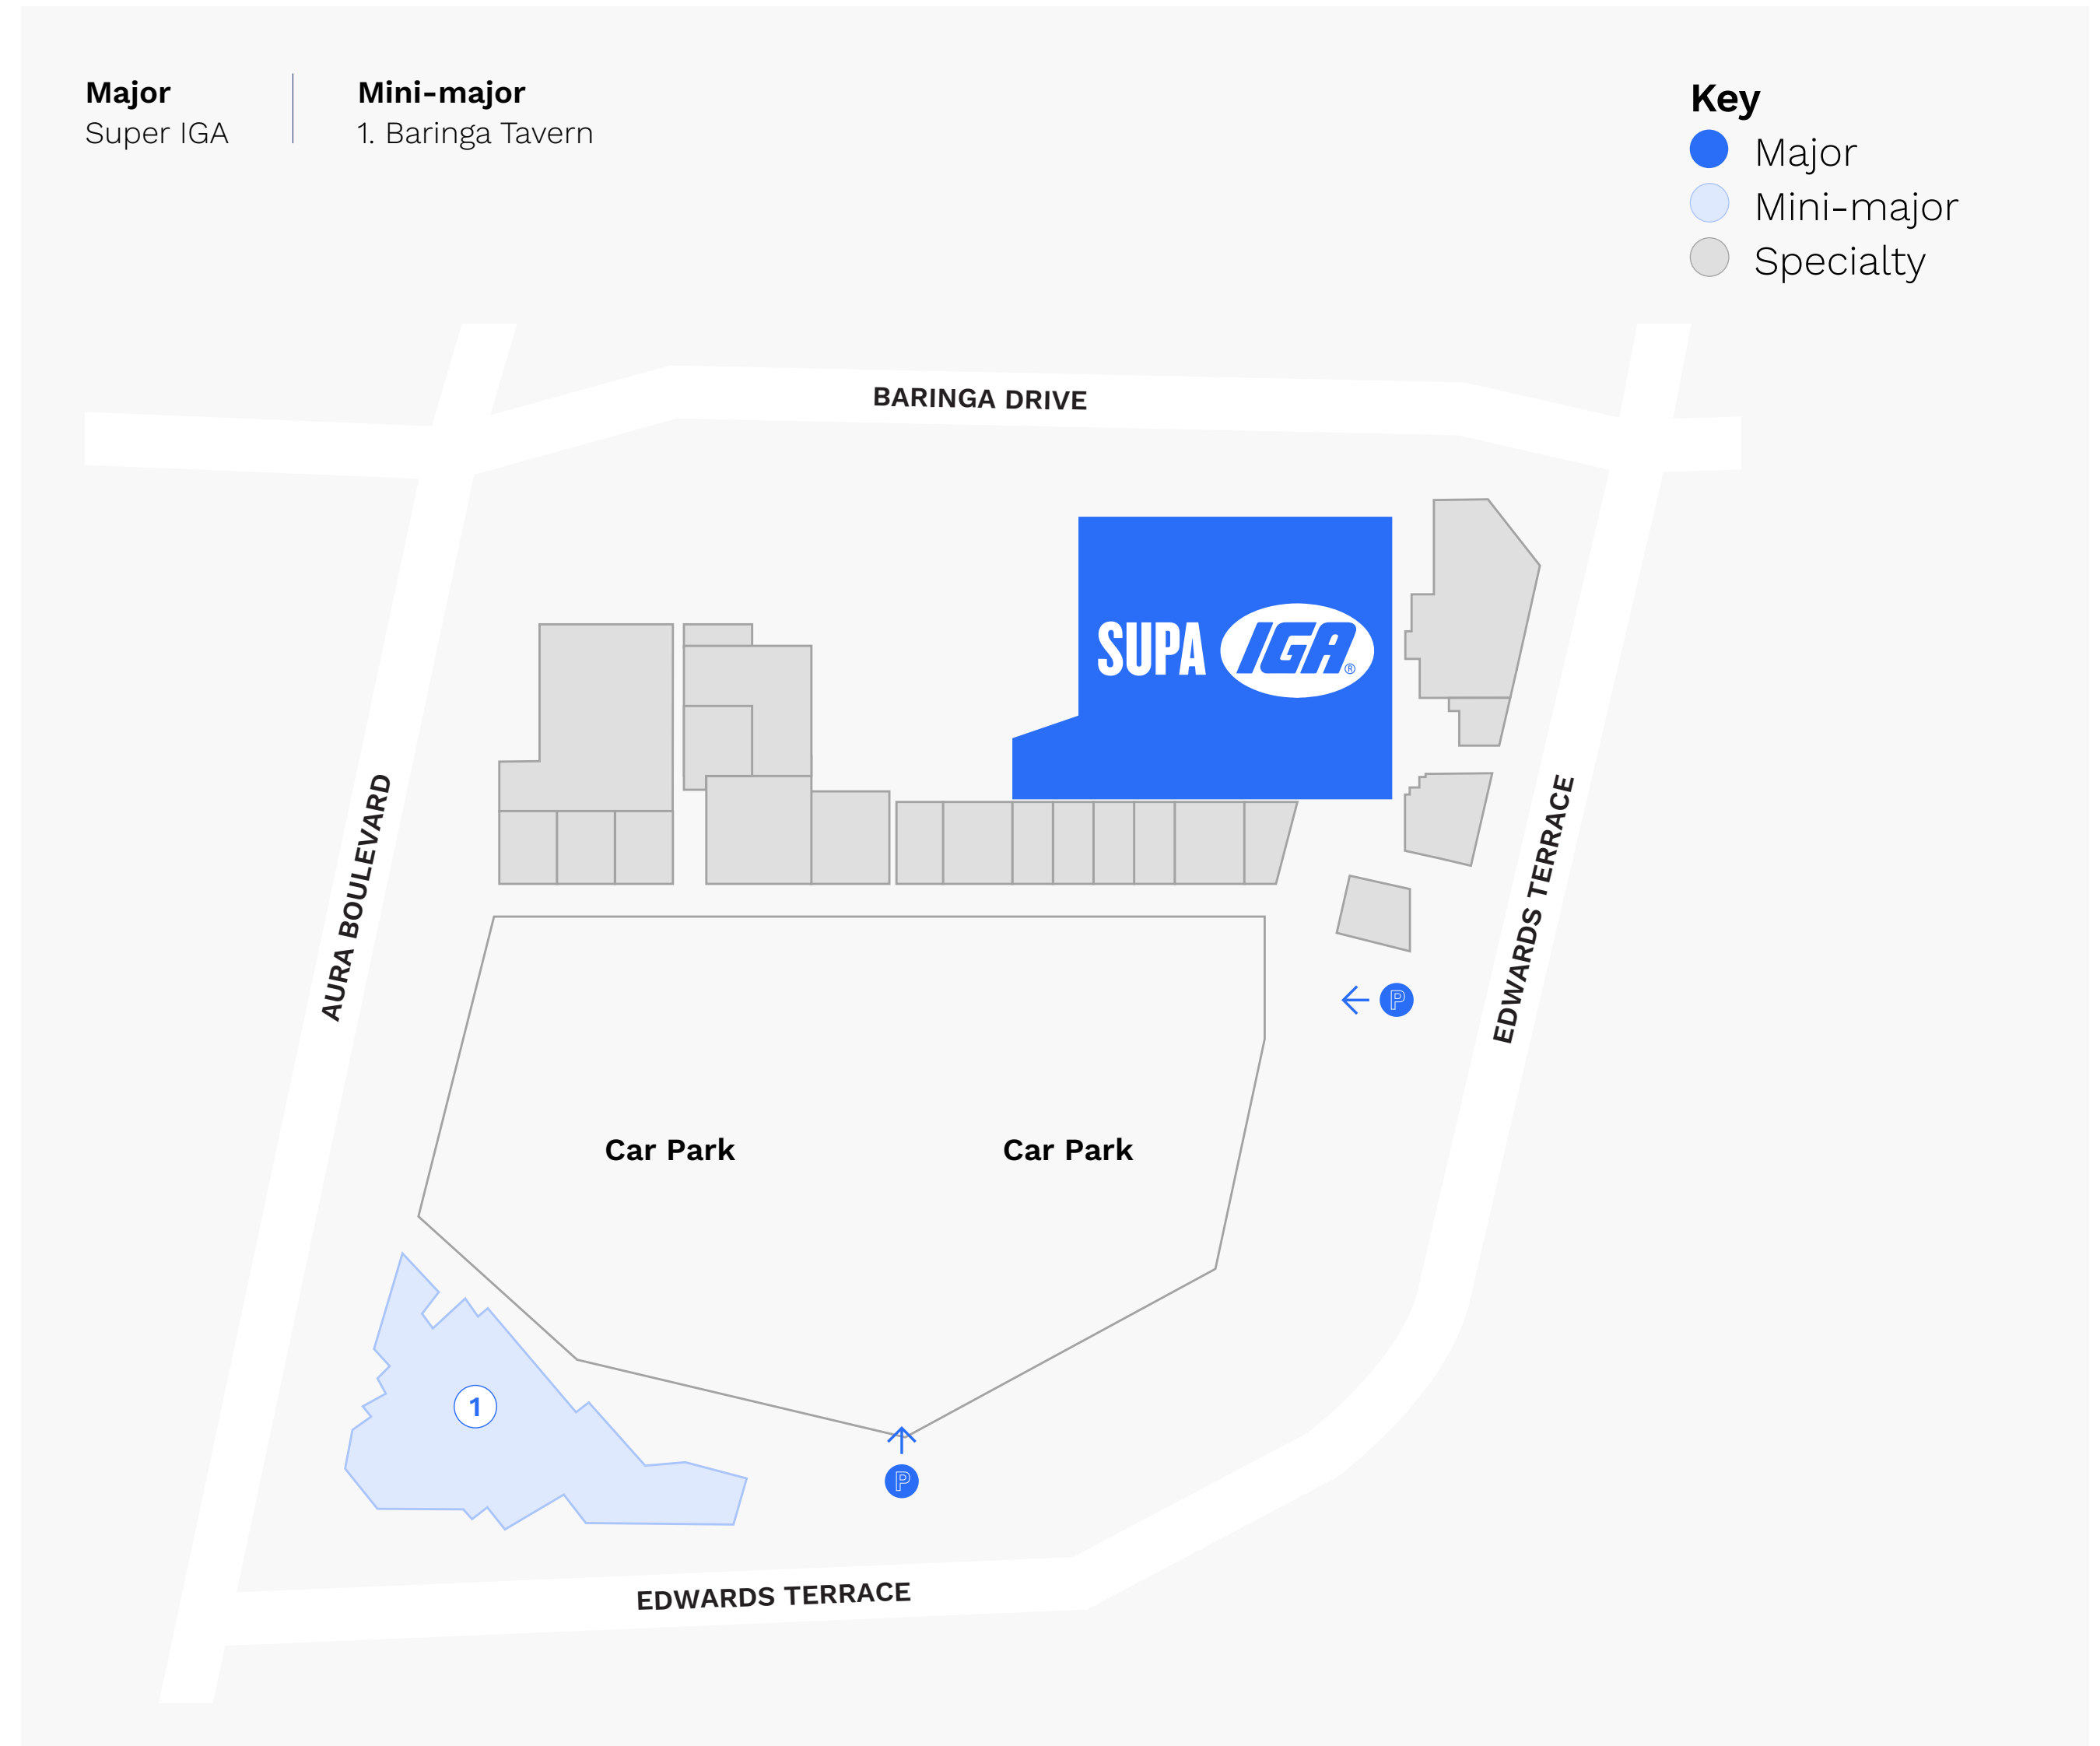 Major
Super IGA
Mini-major
1. Baringa Tavern
Key
Major
Mini-major
Specialty
BARINGA DRIVE
SUPA IGA®
AURA BOULEVARD
EDWARDS TERRACE
P
Car Park
Car Park
1
P
EDWARDS TERRACE